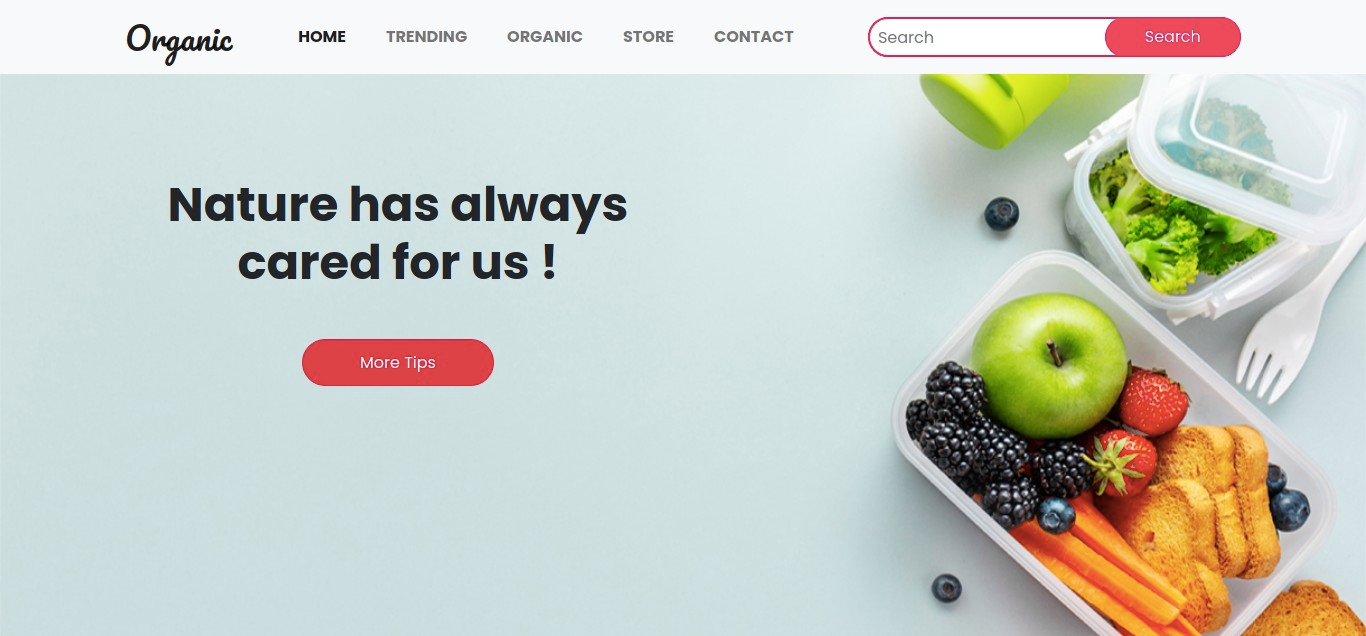 Organic HOME TRENDING ORGANIC STORE CONTACT Search Search
Nature has always
cared for us !
More Tips